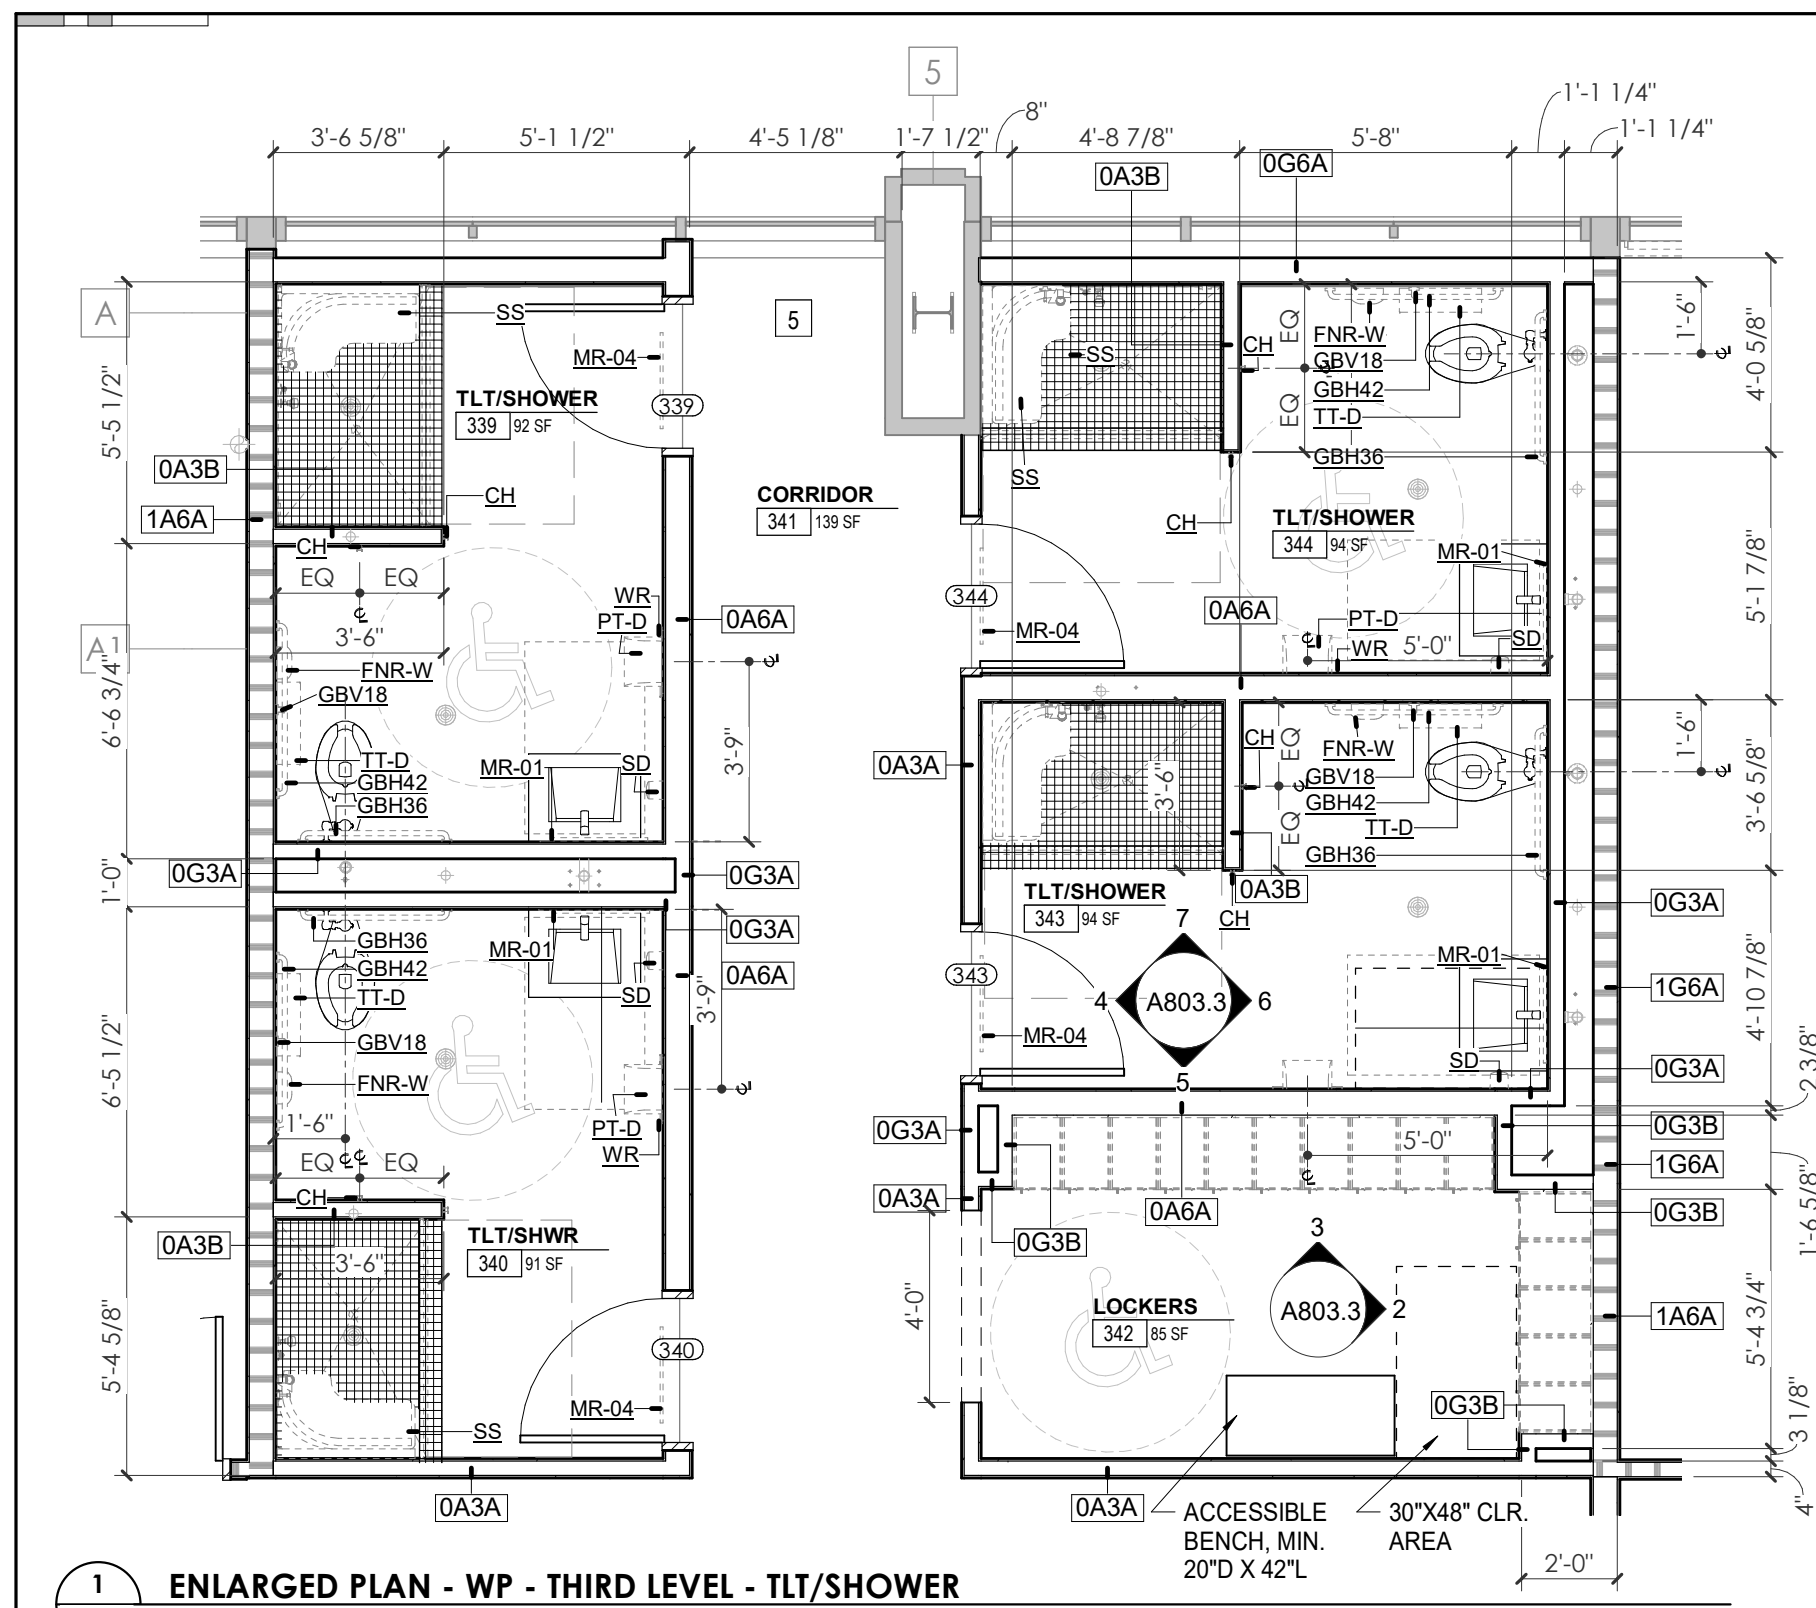 5
3'-6 5/8"
5'-1 1/2"
4'-5 1/8"
1'-7 1/2"
8"
4'-8 7/8"
5'-8"
1'-1 1/4"
1'-1 1/4"
0A3B
0G6A
A
SS
5
MR-04
TLT/SHOWER
339
92 SF
339
SS
CH
FNR-W
GBV18
GBH42
TT-D
EQ
EQ
1'-6"
4'-0 5/8"
5'-5 1/2"
0A3B
1A6A
CH
CH
SS
CORRIDOR
341
139 SF
GBH36
CH
TLT/SHOWER
344
94 SF
MR-01
5'-1 7/8"
EQ
EQ
3'-6"
WR
PT-D
0A6A
344
MR-04
0A6A
PT-D
WR
5'-0"
SD
A1
6'-6 3/4"
FNR-W
GBV18
TT-D
GBH42
GBH36
MR-01
SD
3'-9"
0A3A
3'-6"
CH
EQ
EQ
FNR-W
GBV18
GBH42
TT-D
GBH36
1'-6"
3'-6 5/8"
0G3A
1'-0"
0G3A
0G3A
0A3B
TLT/SHOWER
343
94 SF
CH
0G3A
GBH36
GBH42
TT-D
GBV18
FNR-W
MR-01
SD
0A6A
3'-9"
343
MR-04
7
4
A803.3
6
5
MR-01
SD
1G6A
4'-10 7/8"
0G3A
2 3/8"
6'-5 1/2"
1'-6"
EQ
EQ
CH
PT-D
WR
0G3A
0A3A
0G3B
0A6A
5'-0"
0G3B
1G6A
0G3B
1'-6 5/8"
0A3B
TLT/SHWR
340
91 SF
3'-6"
5'-4 5/8"
340
MR-04
SS
4'-0"
LOCKERS
342
85 SF
3
A803.3
2
1A6A
5'-4 3/4"
0G3B
0G3B
3 1/8"
4"
0A3A
0A3A
ACCESSIBLE
BENCH, MIN.
20"D X 42"L
30"X48" CLR.
AREA
2'-0"
1
ENLARGED PLAN - WP - THIRD LEVEL - TLT/SHOWER